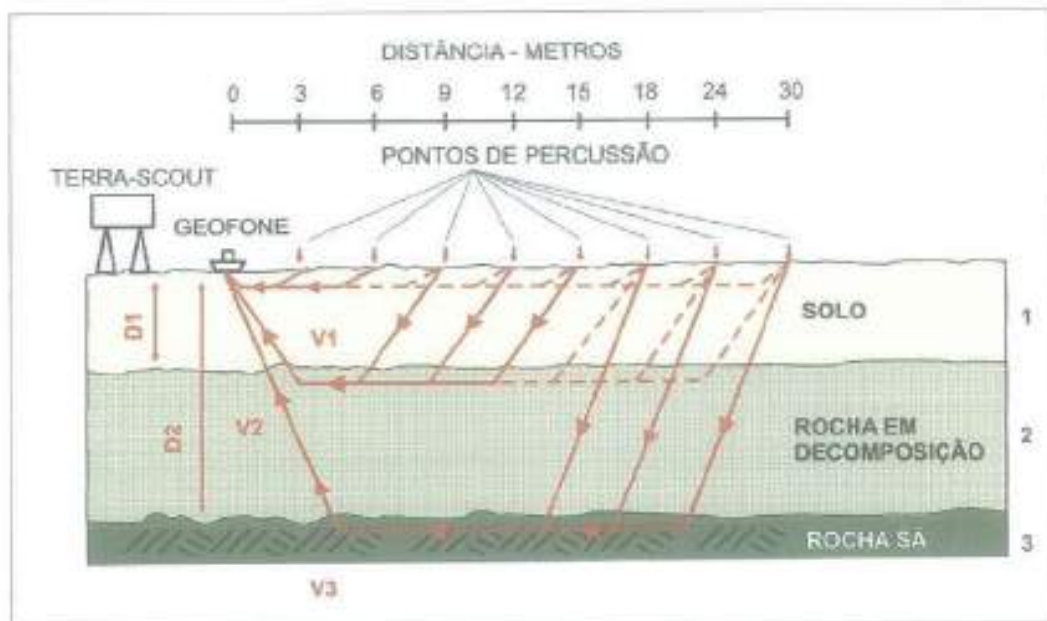 DISTÂNCIA - METROS
0 3 6 9 12 15 18 24 30
PONTOS DE PERCUSSÃO
TERRA-SCOUT
GEOFONE
D1
V1
SOLO
1
D2
V2
ROCHA EM
DECOMPOSIÇÃO
2
ROCHA SÃ
3
V3